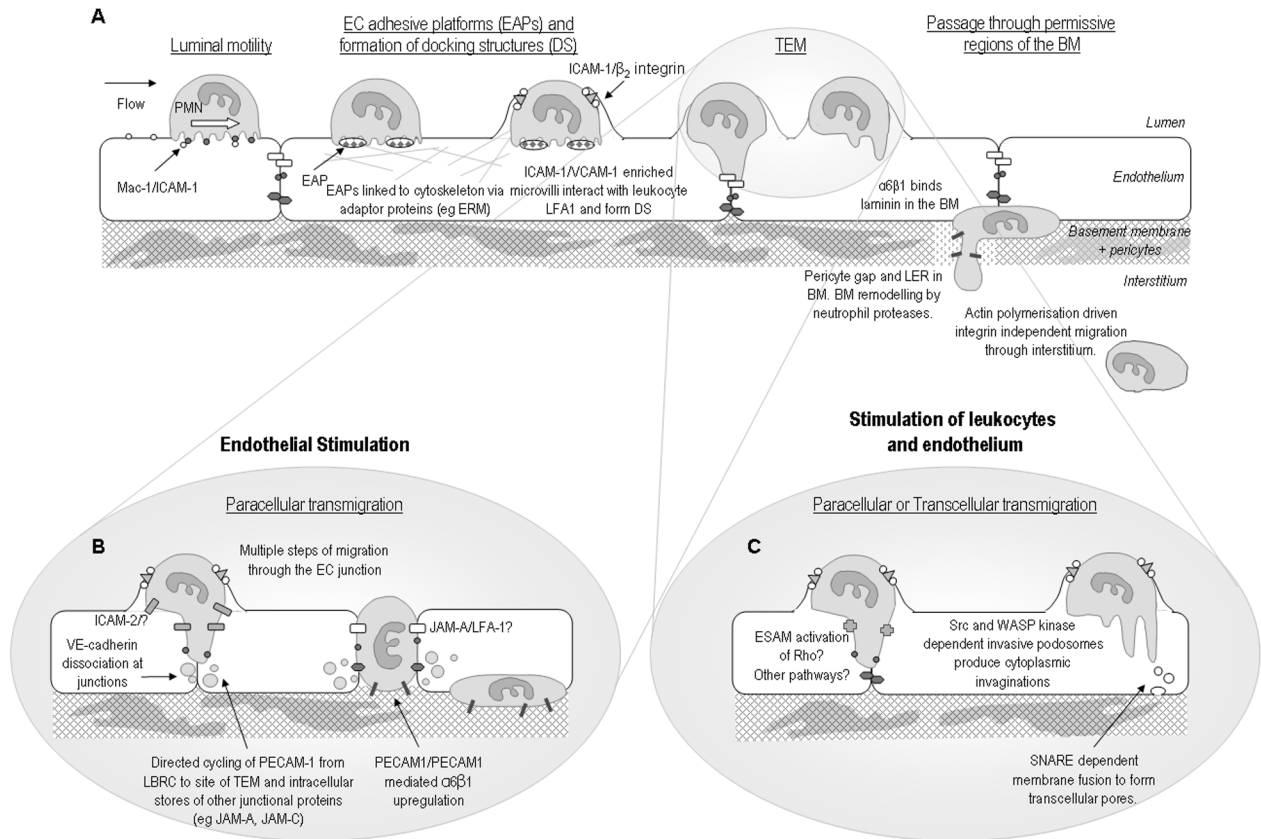 A
Luminal motility
EC adhesive platforms (EAPs) and
formation of docking structures (DS)
TEM
Passage through permissive
regions of the BM
ICAM-1/β2 integrin
Flow
PMN
Lumen
Mac-1/ICAM-1
EAP
EAPs linked to cytoskeleton via
adaptor proteins (eg ERM)
ICAM-1/VCAM-1 enriched
microvilli interact with leukocyte
LFA1 and form DS
α6β1 binds
laminin in the BM
Endothelium
Basement membrane
+ pericytes
Interstitium
Pericyte gap and LER in
BM. BM remodelling by
neutrophil proteases.
Actin polymerisation driven
integrin independent migration
through interstitium.
Endothelial Stimulation
Paracellular transmigration
B
Multiple steps of migration
through the EC junction
ICAM-2/?
VE-cadherin
dissociation at
junctions
JAM-A/LFA-1?
Directed cycling of PECAM-1 from
LBRC to site of TEM and intracellular
stores of other junctional proteins
(eg JAM-A, JAM-C)
PECAM1/PECAM1
mediated α6β1
upregulation
Stimulation of leukocytes
and endothelium
Paracellular or Transcellular transmigration
C
ESAM activation
of Rho?
Other pathways?
Src and WASP kinase
dependent invasive podosomes
produce cytoplasmic
invaginations
SNARE dependent
membrane fusion to form
transcellular pores.